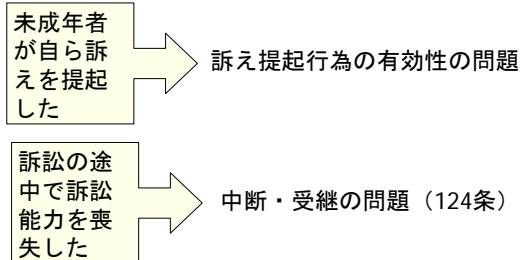 未成年者
が自ら訴
えを提起
した
訴え提起行為の有効性の問題
訴訟の途
中で訴訟
能力を喪
失した
中断・受継の問題（124条）